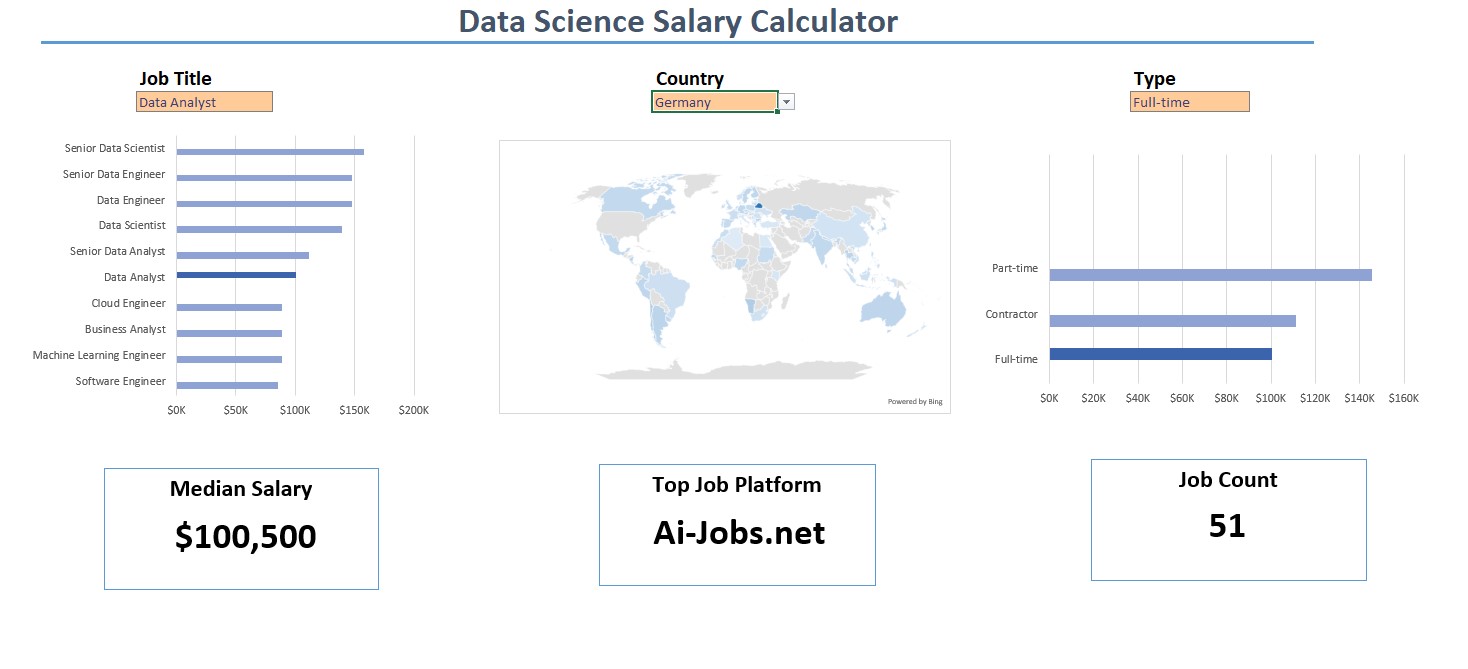 Data Science Salary Calculator
Job Title
Data Analyst
Country
Germany
Type
Full-time
Senior Data Scientist
Senior Data Engineer
Data Engineer
Data Scientist
Senior Data Analyst
Data Analyst
Cloud Engineer
Business Analyst
Machine Learning Engineer
Software Engineer
$0K $50K $100K $150K $200K
Powered by Bing
Part-time
Contractor
Full-time
$0K $20K $40K $60K $80K $100K $120K $140K $160K
Median Salary
$100,500
Top Job Platform
Ai-Jobs.net
Job Count
51